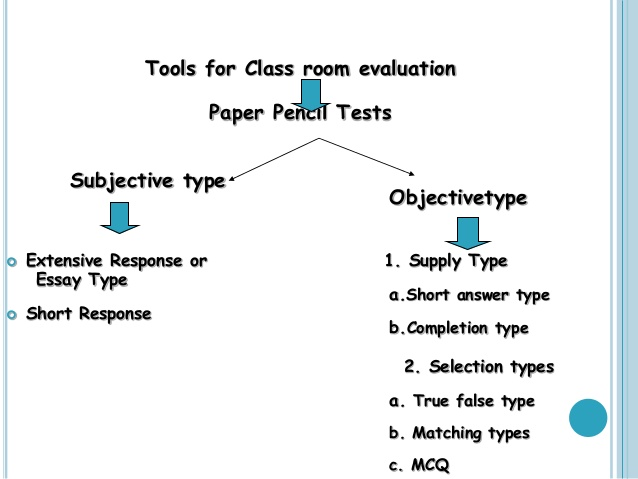 Tools for Class room evaluation
Paper Pencil Tests
Subjective type
Extensive Response or
Essay Type
Short Response
Objectivetype
1. Supply Type
a.Short answer type
b.Completion type
2. Selection types
a. True false type
b. Matching types
c. MCQ